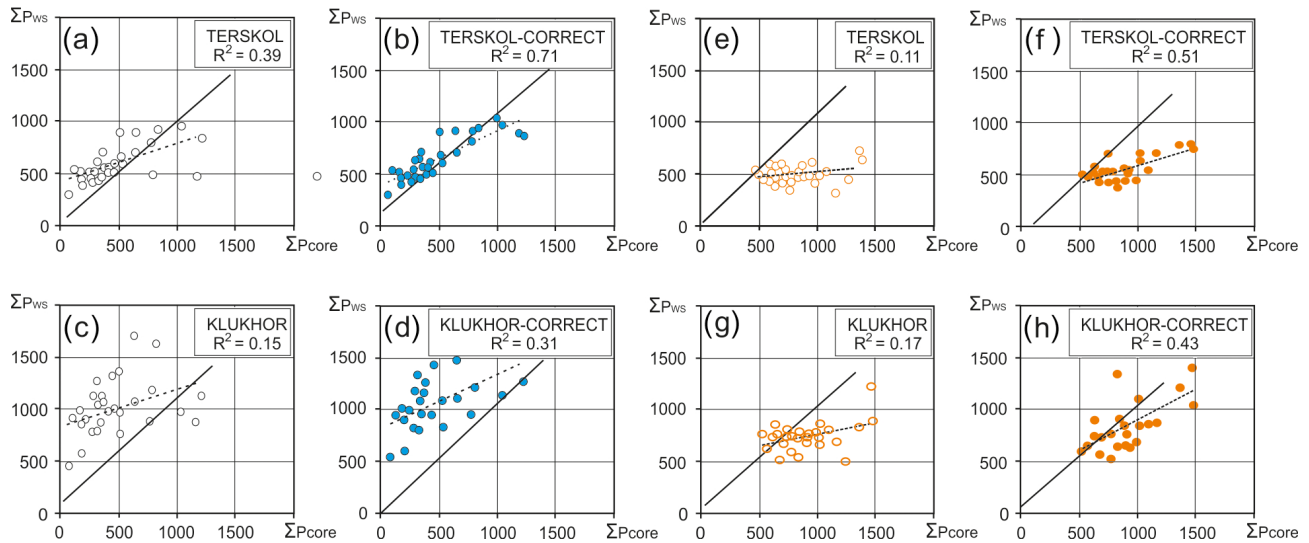 ΣPws
(a)
TERSKOL
R² = 0.39
1500
1000
500
0
0 500 1000 1500 ΣPcore
ΣPws
(b)
TERSKOL-CORRECT
R² = 0.71
1500
1000
500
0
0 500 1000 1500 ΣPcore
ΣPws
(e)
TERSKOL
R² = 0.11
1500
1000
500
0
0 500 1000 1500 ΣPcore
ΣPws
(f)
TERSKOL-CORRECT
R² = 0.51
1500
1000
500
0
0 500 1000 1500 ΣPcore
ΣPws
(c)
KLUKHOR
R² = 0.15
1500
1000
500
0
0 500 1000 1500 ΣPcore
ΣPws
(d)
KLUKHOR-CORRECT
R² = 0.31
1500
1000
500
0
0 500 1000 1500 ΣPcore
ΣPws
(g)
KLUKHOR
R² = 0.17
1500
1000
500
0
0 500 1000 1500 ΣPcore
ΣPws
(h)
KLUKHOR-CORRECT
R² = 0.43
1500
1000
500
0
0 500 1000 1500 ΣPcore